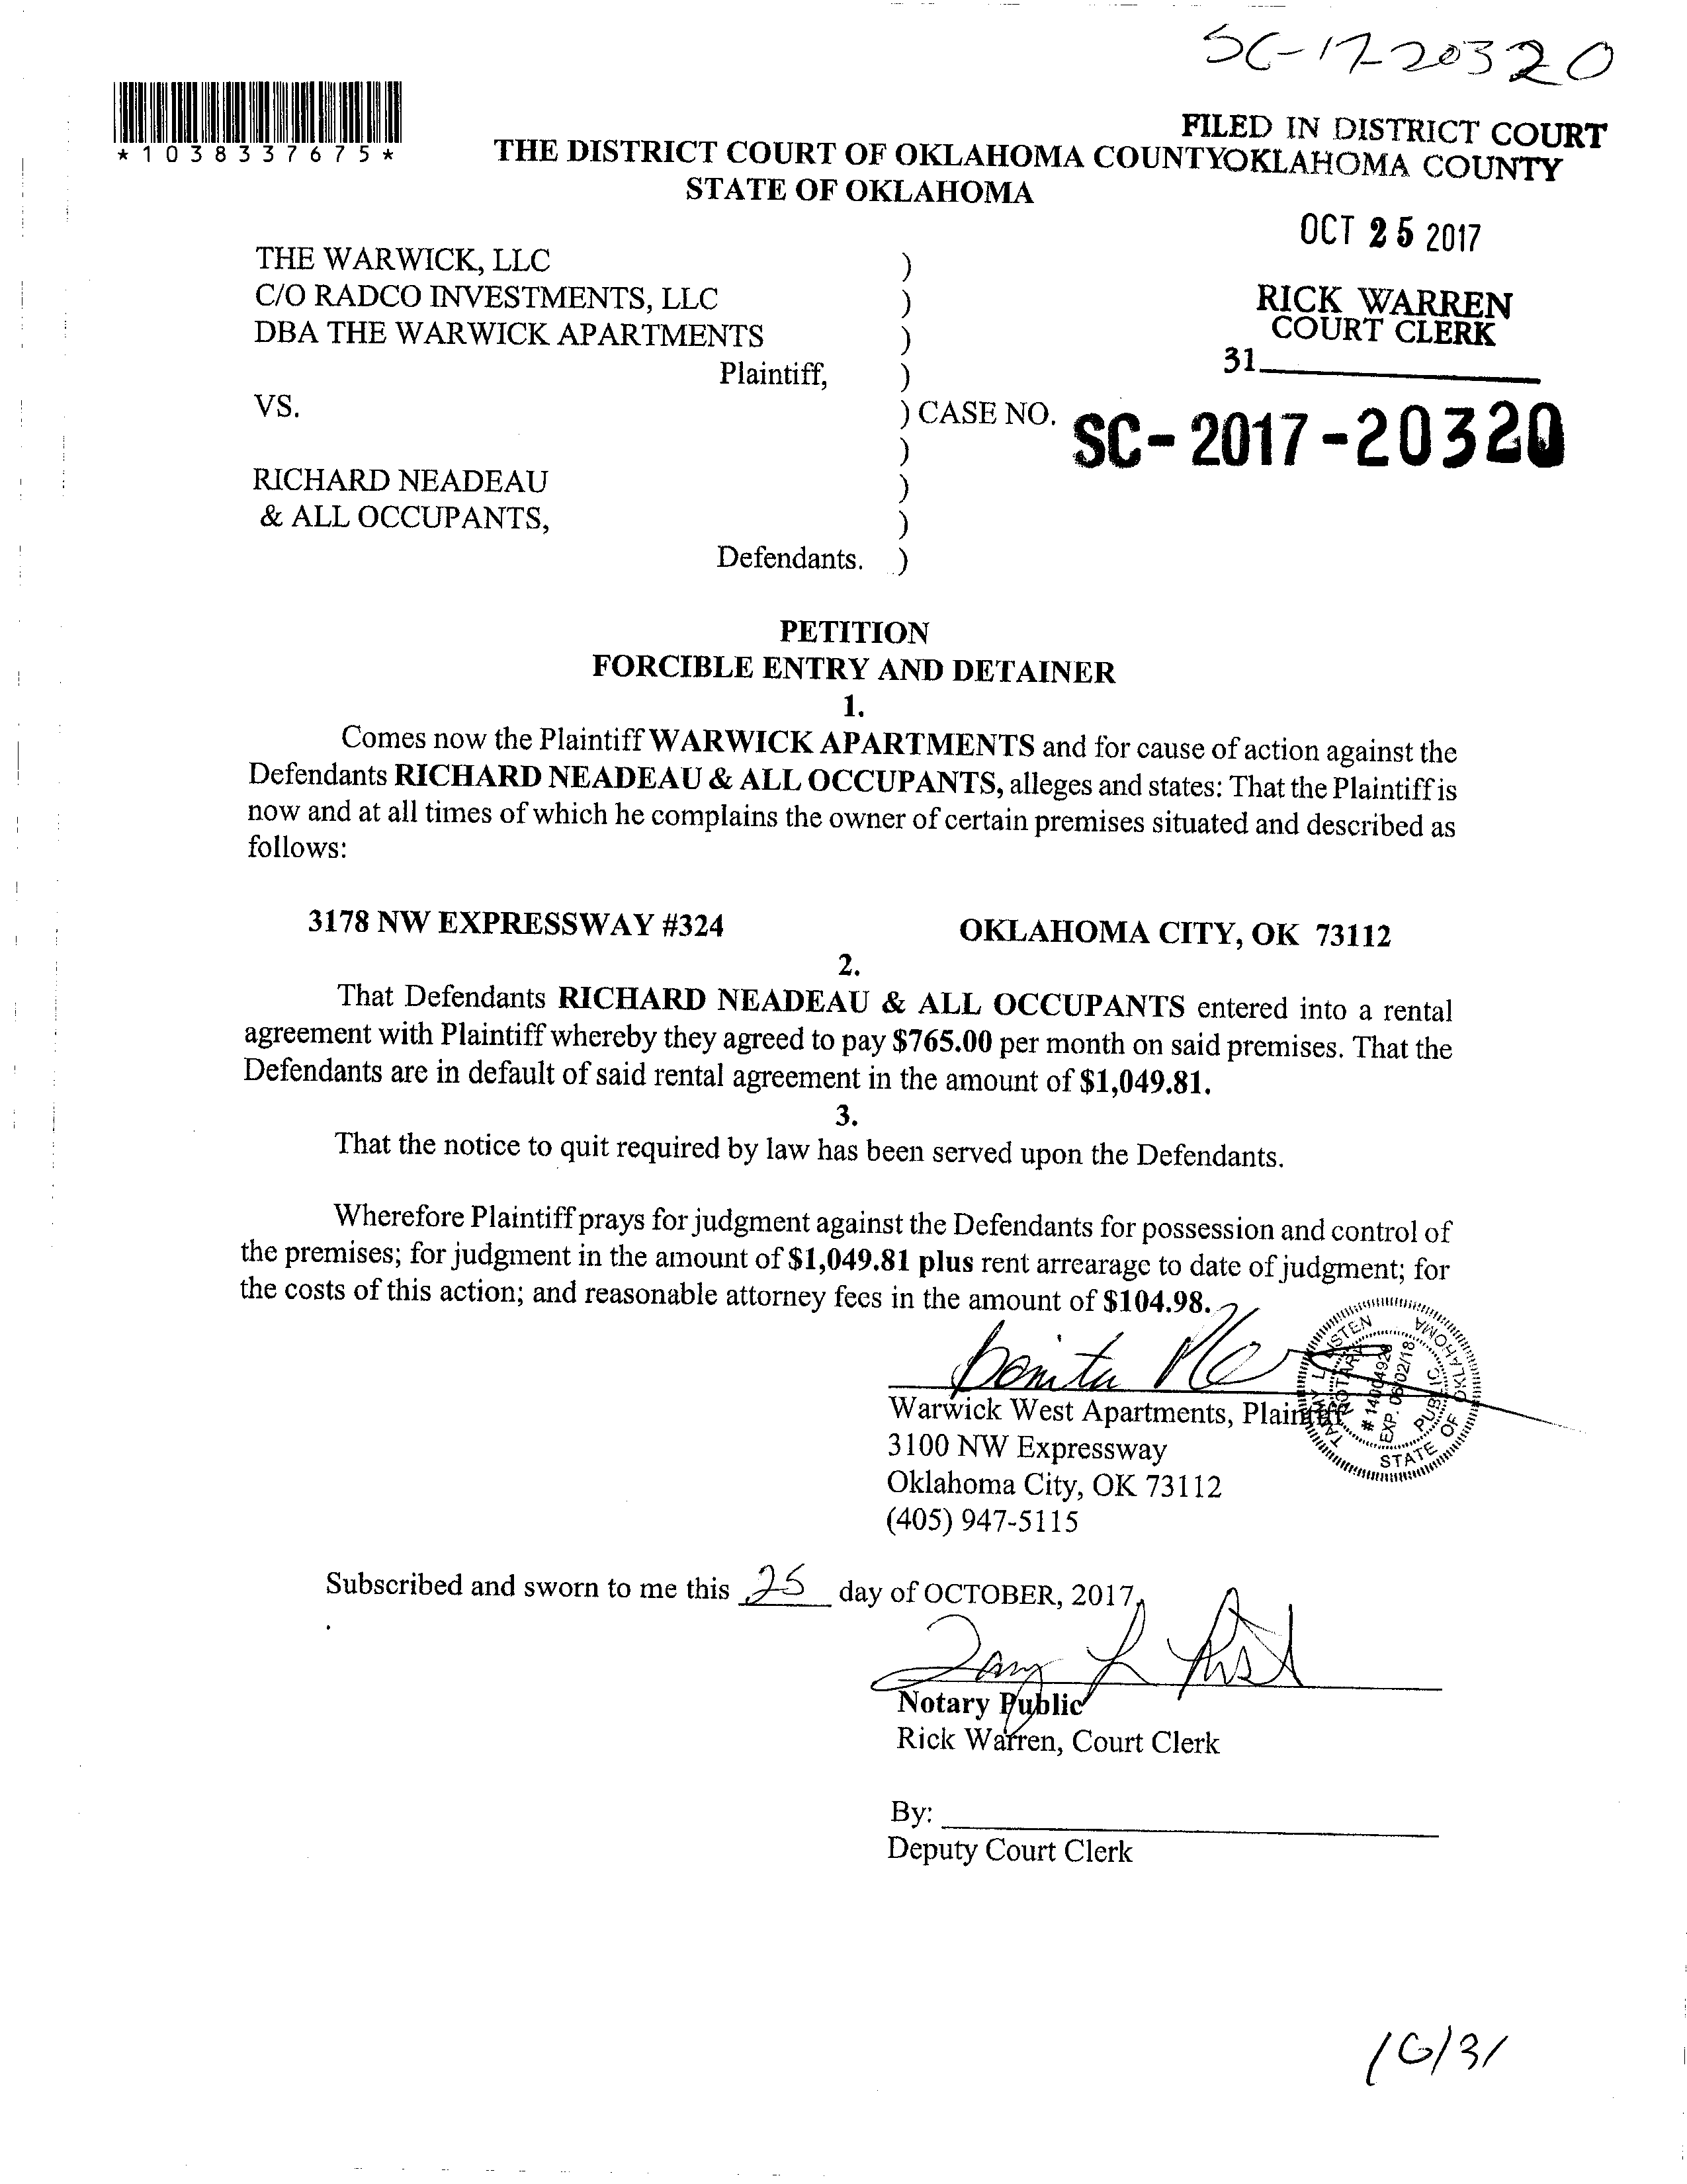 SC-17-20320
*1038337675*
FILED IN DISTRICT COURT
THE DISTRICT COURT OF OKLAHOMA COUNTYOKLAHOMA COUNTY
STATE OF OKLAHOMA
OCT 25 2017
THE WARWICK, LLC )
C/O RADCO INVESTMENTS, LLC )
RICK WARREN
COURT CLERK
DBA THE WARWICK APARTMENTS )
31
Plaintiff, )
VS. ) CASE NO. SC-2017-20320
)
RICHARD NEADEAU )
& ALL OCCUPANTS, )
Defendants. )
PETITION
FORCIBLE ENTRY AND DETAINER
1.
Comes now the Plaintiff WARWICK APARTMENTS and for cause of action against the
Defendants RICHARD NEADEAU & ALL OCCUPANTS, alleges and states: That the Plaintiff is
now and at all times of which he complains the owner of certain premises situated and described as
follows:
3178 NW EXPRESSWAY #324 OKLAHOMA CITY, OK 73112
2.
That Defendants RICHARD NEADEAU & ALL OCCUPANTS entered into a rental
agreement with Plaintiff whereby they agreed to pay $765.00 per month on said premises. That the
Defendants are in default of said rental agreement in the amount of $1,049.81.
3.
That the notice to quit required by law has been served upon the Defendants.
Wherefore Plaintiff prays for judgment against the Defendants for possession and control of
the premises; for judgment in the amount of $1,049.81 plus rent arrearage to date of judgment; for
the costs of this action; and reasonable attorney fees in the amount of $104.98.
Bonita
NOTARY
# 14004920
EXP. 06/02/18
PUBLIC
STATE OF OKLAHOMA
Warwick West Apartments, Plaintiff
3100 NW Expressway
Oklahoma City, OK 73112
(405) 947-5115
Subscribed and sworn to me this 25 day of OCTOBER, 2017.
Notary Public
Rick Warren, Court Clerk
By:
Deputy Court Clerk
10/31